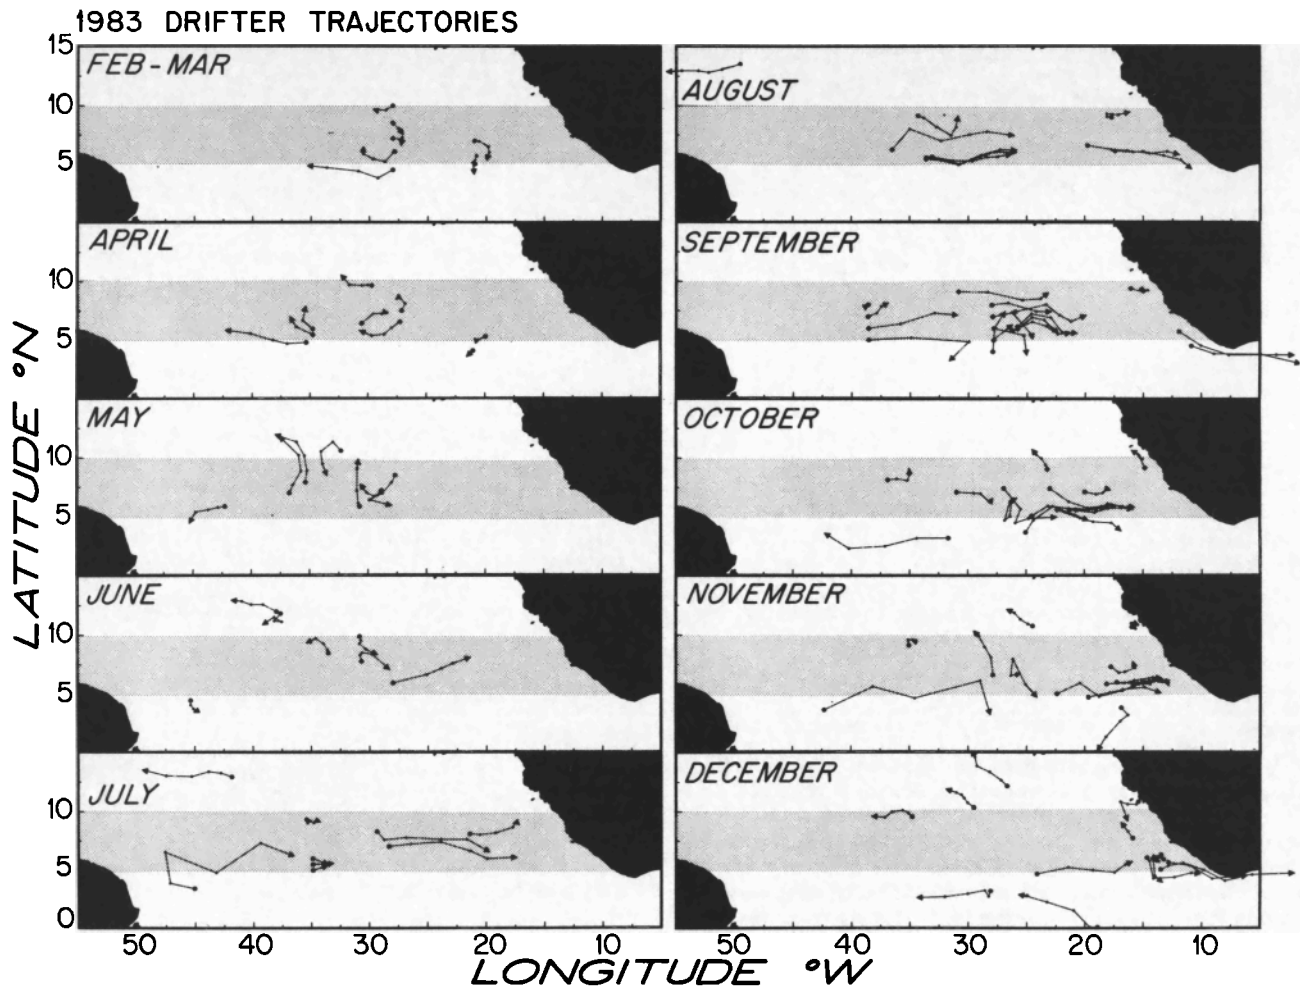 1983 DRIFTER TRAJECTORIES
15
FEB-MAR
10
5
AUGUST
APRIL
10
5
SEPTEMBER
MAY
10
5
OCTOBER
JUNE
10
5
NOVEMBER
JULY
10
5
0
DECEMBER
50 40 30 20 10
50 40 30 20 10
LATITUDE °N
LONGITUDE °W